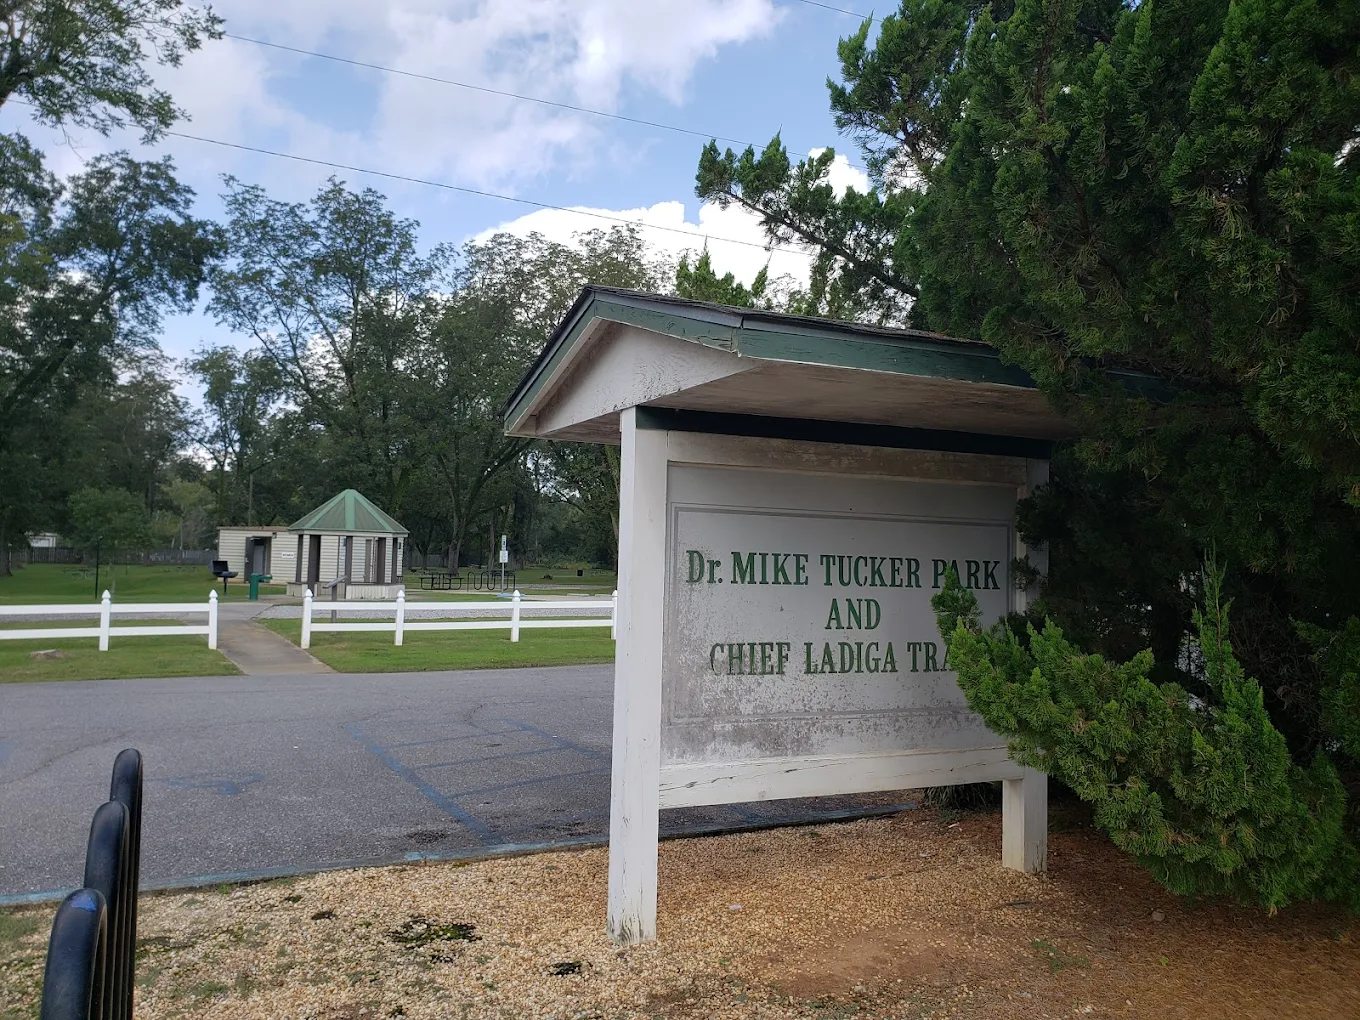 Dr. MIKE TUCKER PARK
AND
CHIEF LADIGA TRA